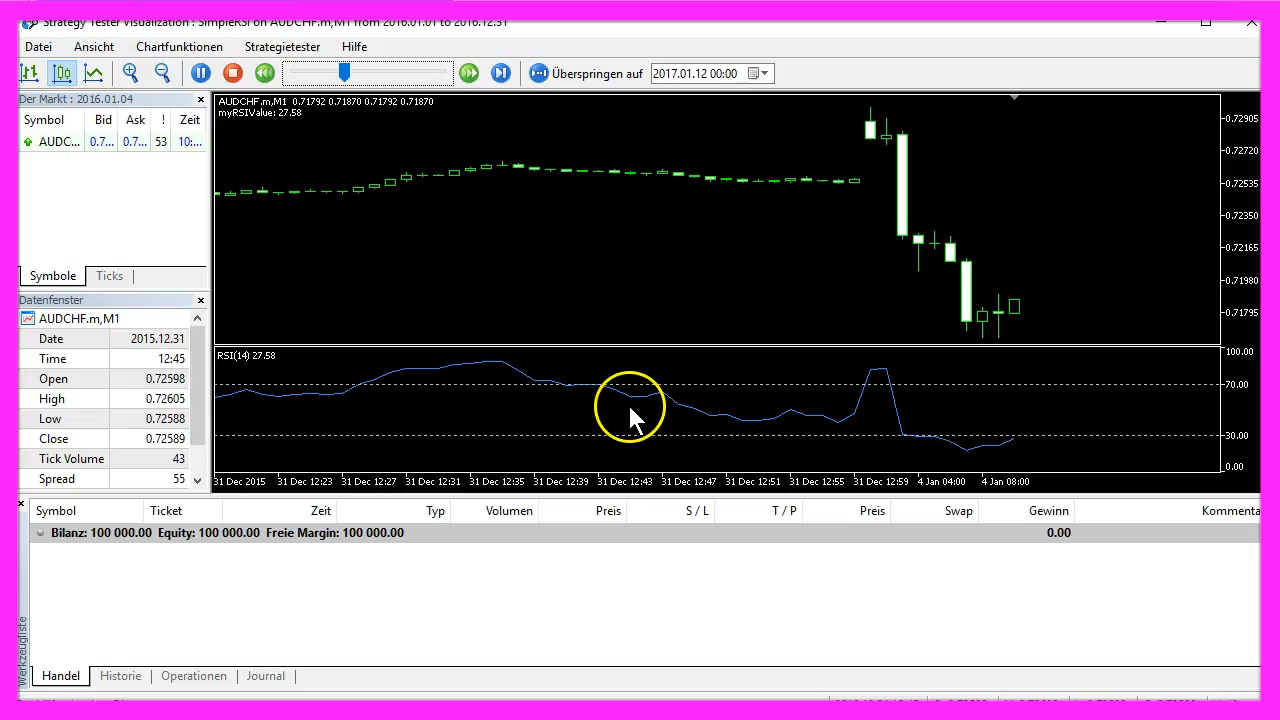 Strategy Tester Visualization : SimpleRSI on AUDCHF.m,M1 from 2016.01.01 to 2016.12.31
Datei Ansicht Chartfunktionen Strategietester Hilfe
Überspringen auf 2017.01.12 00:00
Der Markt : 2016.01.04
Symbol Bid Ask ! Zeit
AUDC... 0.7... 0.7... 53 10:...
Symbole Ticks
Datenfenster
AUDCHF.m,M1
Date 2015.12.31
Time 12:45
Open 0.72598
High 0.72605
Low 0.72588
Close 0.72589
Tick Volume 43
Spread 55
AUDCHF.m,M1 0.71792 0.71870 0.71792 0.71870
myRSIValue: 27.58
0.72905
0.72720
0.72535
0.72350
0.72165
0.71980
0.71795
RSI(14) 27.58
100.00
70.00
30.00
0.00
31 Dec 2015 31 Dec 12:23 31 Dec 12:27 31 Dec 12:31 31 Dec 12:35 31 Dec 12:39 31 Dec 12:43 31 Dec 12:47 31 Dec 12:51 31 Dec 12:55 31 Dec 12:59 4 Jan 04:00 4 Jan 08:00
Symbol Ticket Zeit Typ Volumen Preis S / L T / P Preis Swap Gewinn Kommenta
Bilanz: 100 000.00 Equity: 100 000.00 Freie Margin: 100 000.00 0.00
Werkzeugliste
Handel Historie Operationen Journal